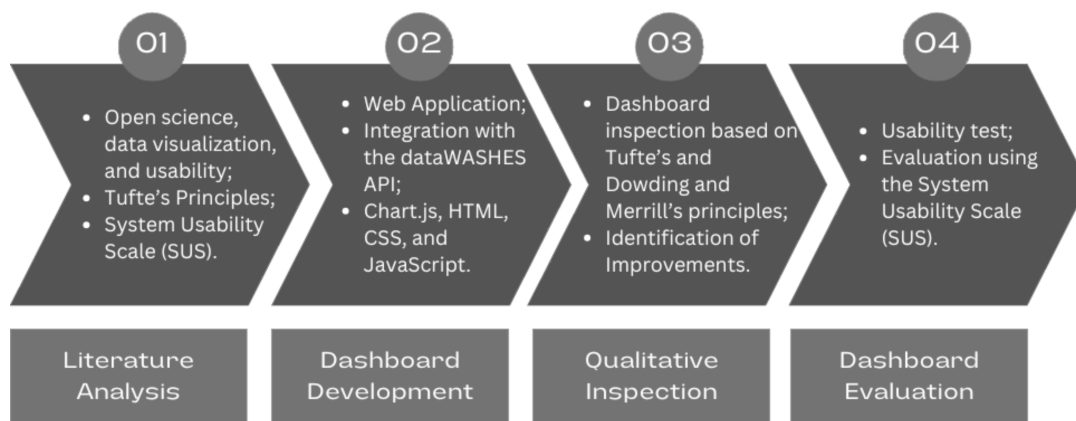 01
• Open science,
data visualization,
and usability;
• Tufte's Principles;
• System Usability
Scale (SUS).
Literature
Analysis
02
• Web Application;
• Integration with
the dataWASHES
API;
• Chart.js, HTML,
CSS, and
JavaScript.
Dashboard
Development
03
• Dashboard
inspection based on
Tufte's and
Dowding and
Merrill's principles;
• Identification of
Improvements.
Qualitative
Inspection
04
• Usability test;
• Evaluation using
the System
Usability Scale
(SUS).
Dashboard
Evaluation